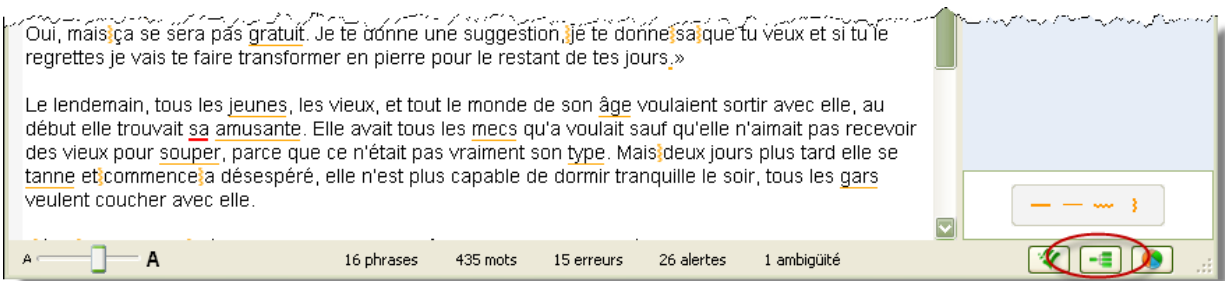 Oui, mais ça se sera pas gratuit. Je te donne une suggestion, je te donne sa que tu veux et si tu le
regrettes je vais te faire transformer en pierre pour le restant de tes jours.»
Le lendemain, tous les jeunes, les vieux, et tout le monde de son âge voulaient sortir avec elle, au
début elle trouvait sa amusante. Elle avait tous les mecs qu'a voulait sauf qu'elle n'aimait pas recevoir
des vieux pour souper, parce que ce n'était pas vraiment son type. Mais deux jours plus tard elle se
tanne et commence a désespéré, elle n'est plus capable de dormir tranquille le soir, tous les gars
veulent coucher avec elle.
A A 16 phrases 435 mots 15 erreurs 26 alertes 1 ambigüité